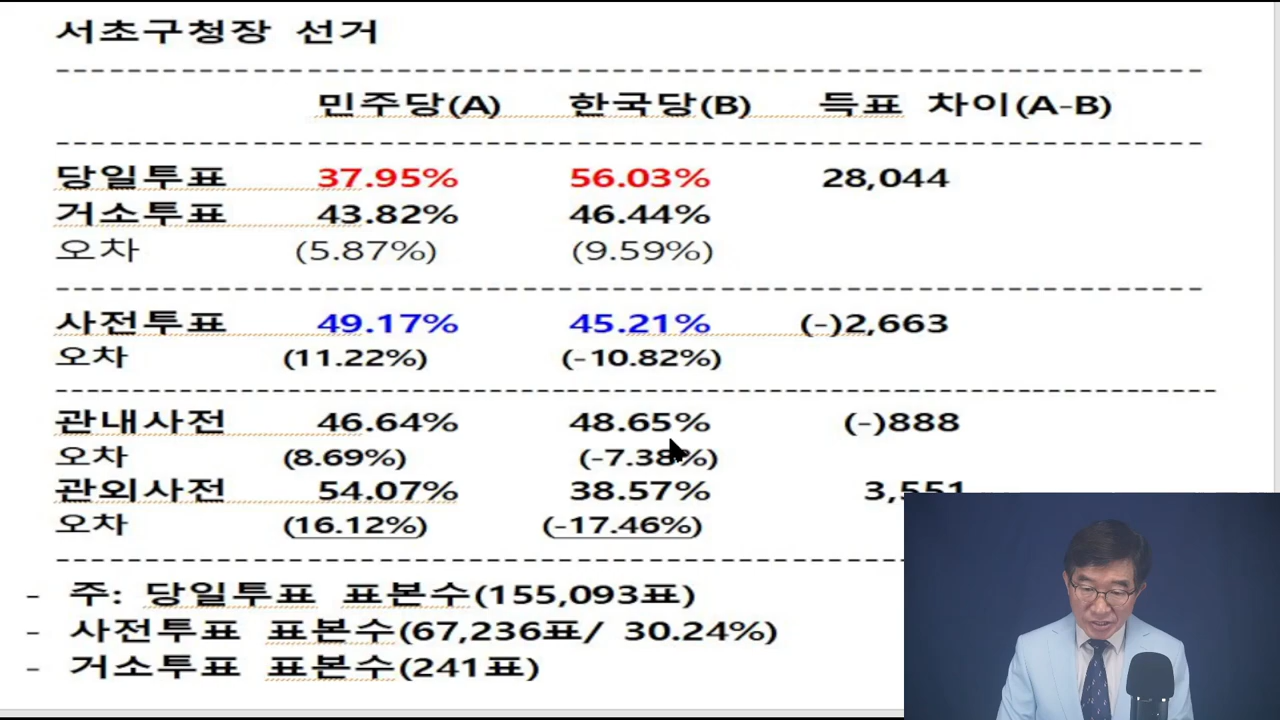 서초구청장 선거
민주당(A) 한국당(B) 득표 차이(A-B)
당일투표 37.95% 56.03% 28,044
거소투표 43.82% 46.44%
오차 (5.87%) (9.59%)
사전투표 49.17% 45.21% (-)2,663
오차 (11.22%) (-10.82%)
관내사전 46.64% 48.65% (-)888
오차 (8.69%) (-7.38%)
관외사전 54.07% 38.57% 3,551
오차 (16.12%) (-17.46%)
- 주: 당일투표 표본수(155,093표)
- 사전투표 표본수(67,236표/ 30.24%)
- 거소투표 표본수(241표)